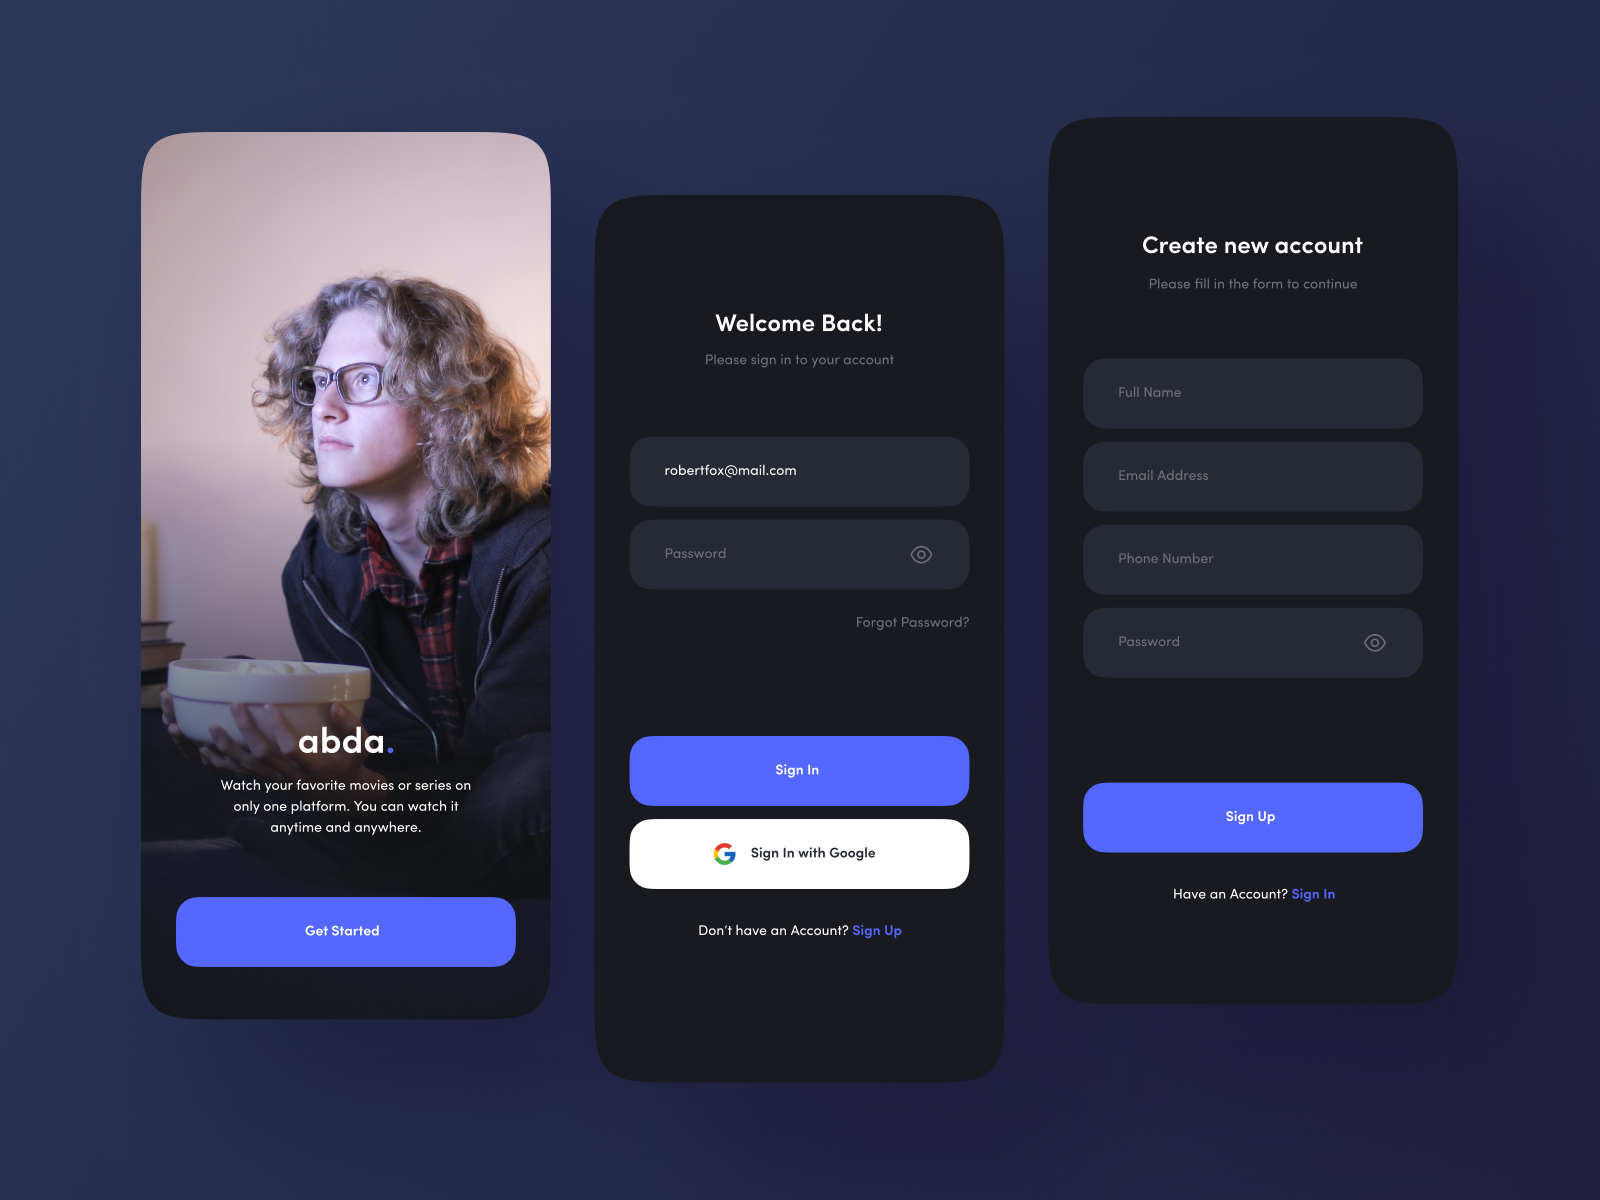 abda.
Watch your favorite movies or series on
only one platform. You can watch it
anytime and anywhere.
Get Started
Welcome Back!
Please sign in to your account
robertfox@mail.com
Password
Forgot Password?
Sign In
Sign In with Google
Don't have an Account? Sign Up
Create new account
Please fill in the form to continue
Full Name
Email Address
Phone Number
Password
Sign Up
Have an Account? Sign In